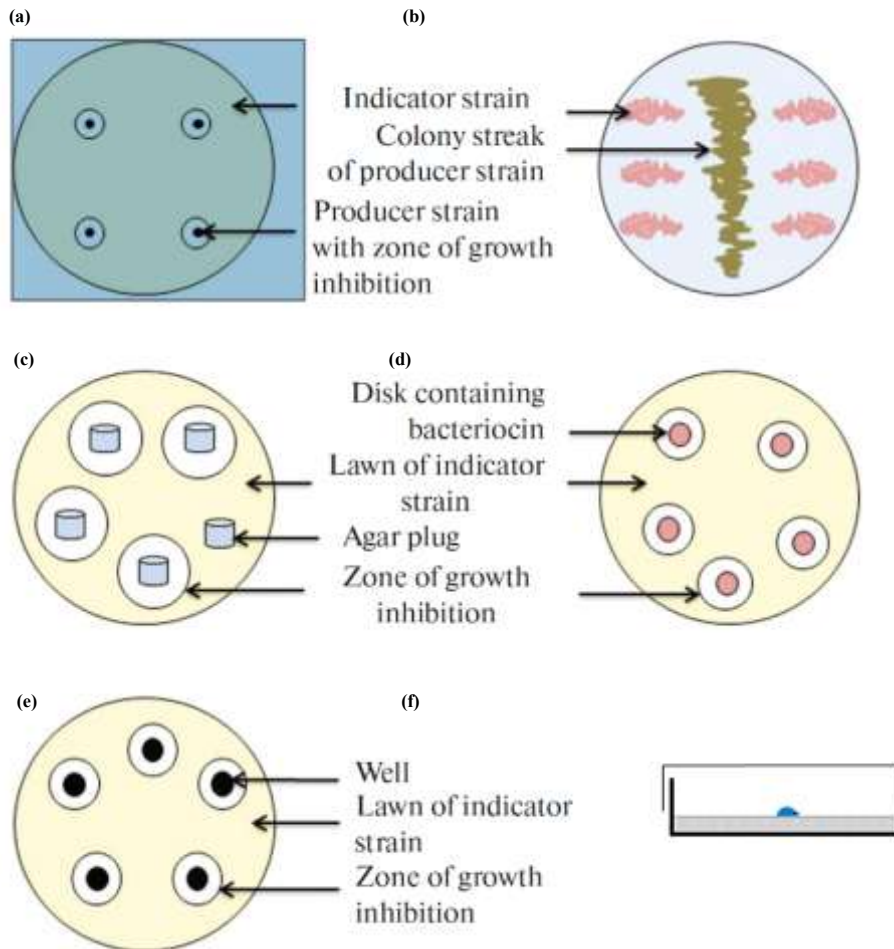 (a)
(b)
Indicator strain
Colony streak
of producer strain
Producer strain
with zone of growth
inhibition
(c)
(d)
Disk containing
bacteriocin
Lawn of indicator
strain
Agar plug
Zone of growth
inhibition
(e)
(f)
Well
Lawn of indicator
strain
Zone of growth
inhibition